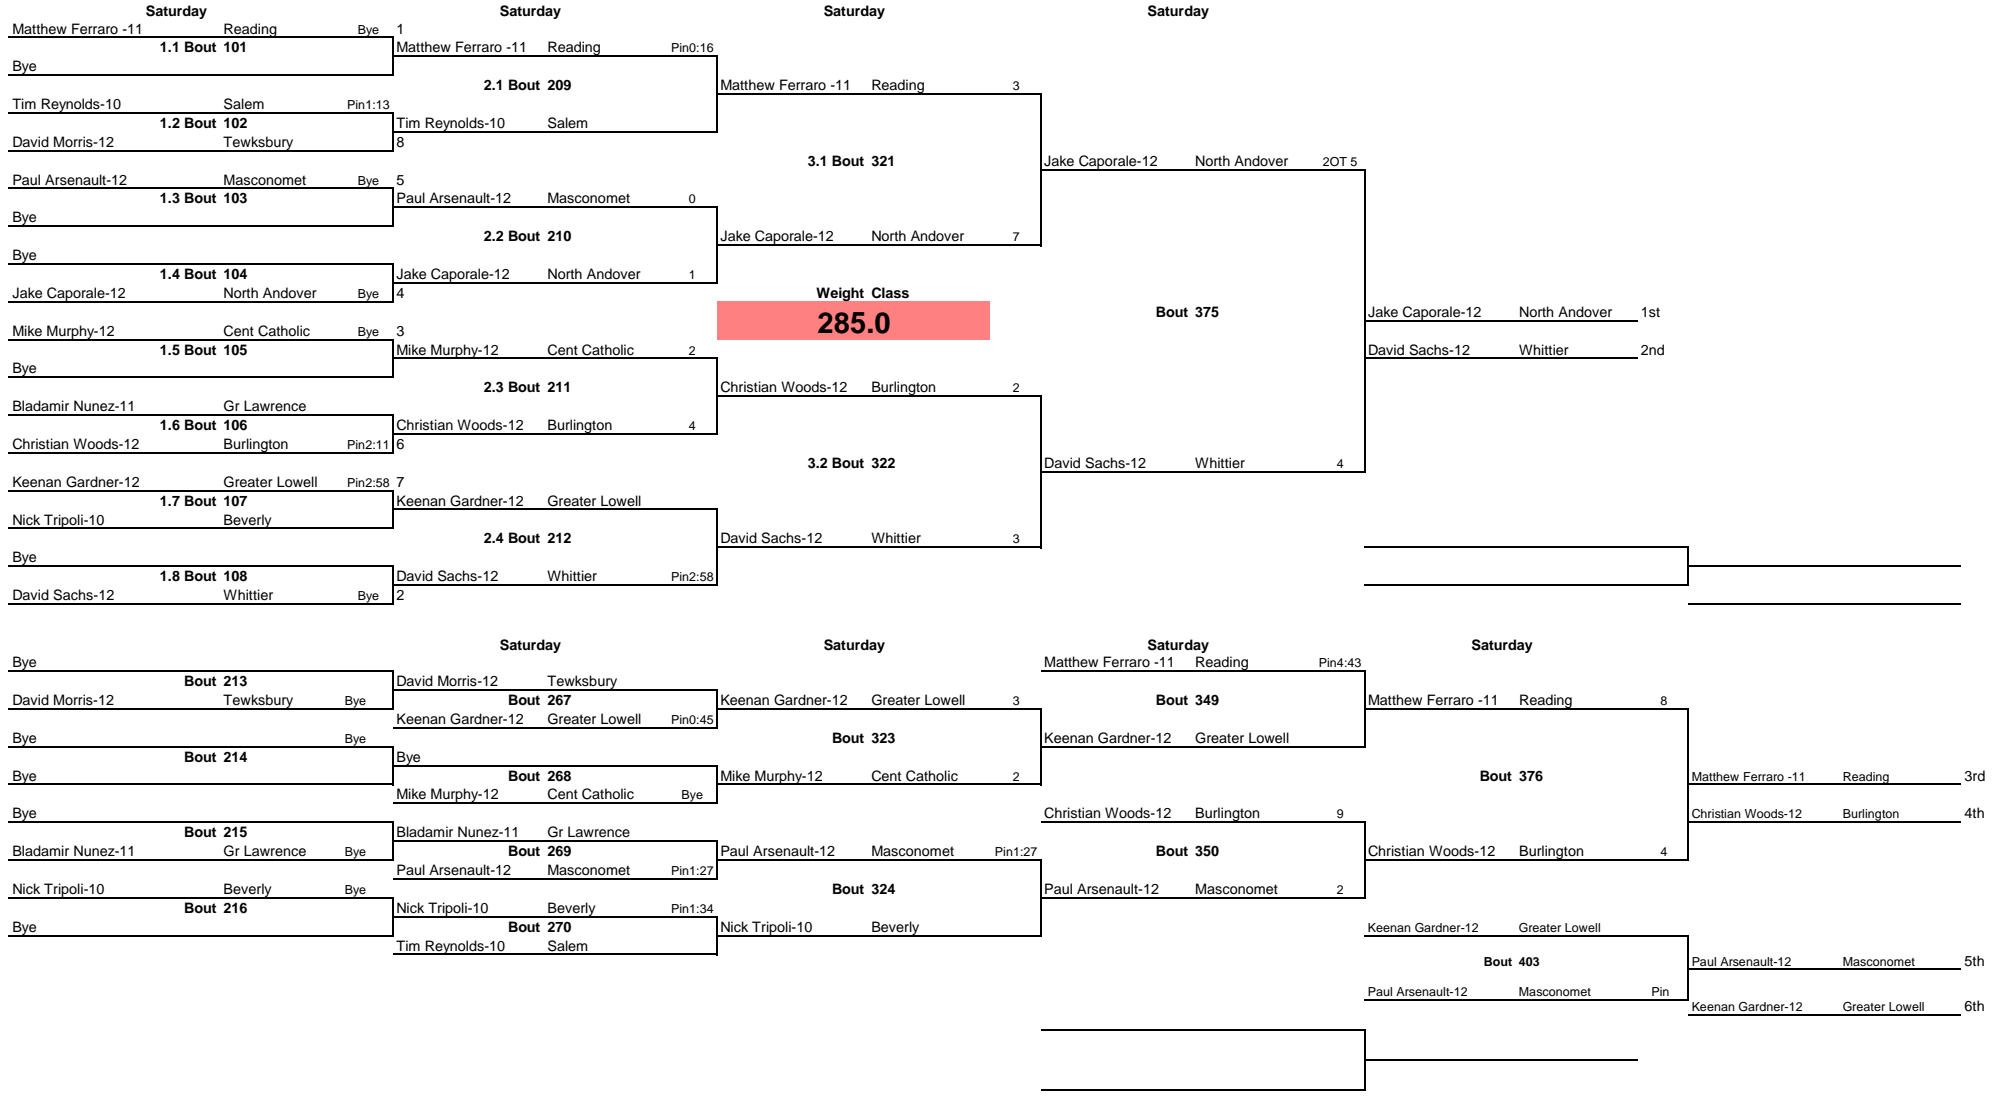 Saturday Saturday Saturday Saturday
Matthew Ferraro -11 Reading Bye 1
1.1 Bout 101 Matthew Ferraro -11 Reading Pin0:16
Bye
2.1 Bout 209 Matthew Ferraro -11 Reading 3
Tim Reynolds-10 Salem Pin1:13
1.2 Bout 102 Tim Reynolds-10 Salem
David Morris-12 Tewksbury 8
3.1 Bout 321 Jake Caporale-12 North Andover 2OT 5
Paul Arsenault-12 Masconomet Bye 5
1.3 Bout 103 Paul Arsenault-12 Masconomet 0
Bye
2.2 Bout 210 Jake Caporale-12 North Andover 7
Bye
1.4 Bout 104 Jake Caporale-12 North Andover 1
Jake Caporale-12 North Andover Bye 4 Weight Class
Bout 375 Jake Caporale-12 North Andover 1st
285.0
Mike Murphy-12 Cent Catholic Bye 3
1.5 Bout 105 Mike Murphy-12 Cent Catholic 2 David Sachs-12 Whittier 2nd
Bye
2.3 Bout 211 Christian Woods-12 Burlington 2
Bladamir Nunez-11 Gr Lawrence
1.6 Bout 106 Christian Woods-12 Burlington 4
Christian Woods-12 Burlington Pin2:11 6
3.2 Bout 322 David Sachs-12 Whittier 4
Keenan Gardner-12 Greater Lowell Pin2:58 7
1.7 Bout 107 Keenan Gardner-12 Greater Lowell
Nick Tripoli-10 Beverly
2.4 Bout 212 David Sachs-12 Whittier 3
Bye
1.8 Bout 108 David Sachs-12 Whittier Pin2:58
David Sachs-12 Whittier Bye 2
Saturday Saturday Saturday Saturday
Bye Matthew Ferraro -11 Reading Pin4:43
Bout 213 David Morris-12 Tewksbury
David Morris-12 Tewksbury Bye Bout 267 Keenan Gardner-12 Greater Lowell 3 Bout 349 Matthew Ferraro -11 Reading 8
Keenan Gardner-12 Greater Lowell Pin0:45
Bye Bye Bout 323 Keenan Gardner-12 Greater Lowell
Bout 214 Bye
Bye Bout 268 Mike Murphy-12 Cent Catholic 2 Bout 376 Matthew Ferraro -11 Reading 3rd
Mike Murphy-12 Cent Catholic Bye
Bye Christian Woods-12 Burlington 9 Christian Woods-12 Burlington 4th
Bout 215 Bladamir Nunez-11 Gr Lawrence
Bladamir Nunez-11 Gr Lawrence Bye Bout 269 Paul Arsenault-12 Masconomet Pin1:27 Bout 350 Christian Woods-12 Burlington 4
Paul Arsenault-12 Masconomet Pin1:27
Nick Tripoli-10 Beverly Bye Bout 324 Paul Arsenault-12 Masconomet 2
Bout 216 Nick Tripoli-10 Beverly Pin1:34
Bye Bout 270 Nick Tripoli-10 Beverly Keenan Gardner-12 Greater Lowell
Tim Reynolds-10 Salem
Bout 403 Paul Arsenault-12 Masconomet 5th
Paul Arsenault-12 Masconomet Pin
Keenan Gardner-12 Greater Lowell 6th